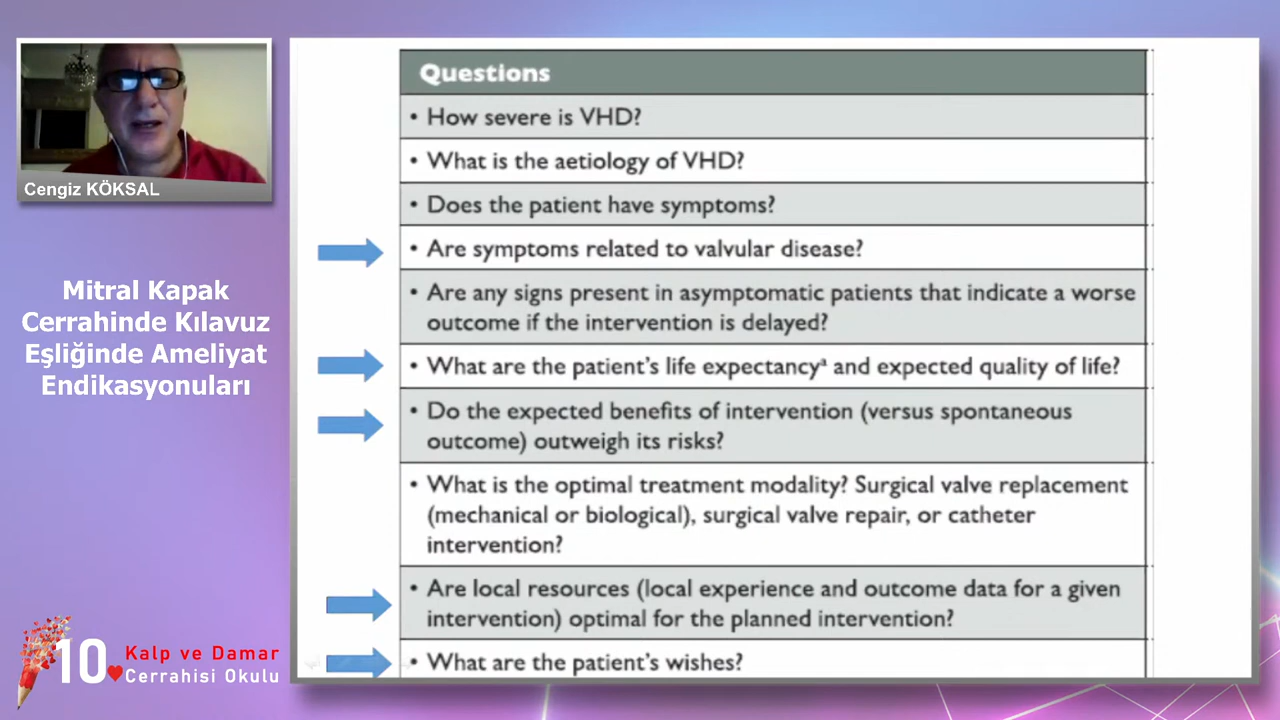 Cengiz KÖKSAL
Mitral Kapak
Cerrahinde Kılavuz
Eşliğinde Ameliyat
Endikasyonuları
10
Kalp ve Damar
Cerrahisi Okulu
Questions
• How severe is VHD?
• What is the aetiology of VHD?
• Does the patient have symptoms?
• Are symptoms related to valvular disease?
• Are any signs present in asymptomatic patients that indicate a worse
outcome if the intervention is delayed?
• What are the patient's life expectancyᵃ and expected quality of life?
• Do the expected benefits of intervention (versus spontaneous
outcome) outweigh its risks?
• What is the optimal treatment modality? Surgical valve replacement
(mechanical or biological), surgical valve repair, or catheter
intervention?
• Are local resources (local experience and outcome data for a given
intervention) optimal for the planned intervention?
• What are the patient's wishes?